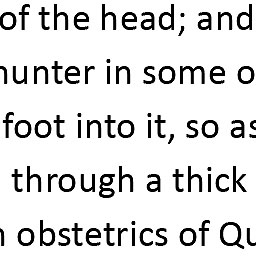 of the head; and
hunter in some o
foot into it, so as
through a thick
n obstetrics of Qu